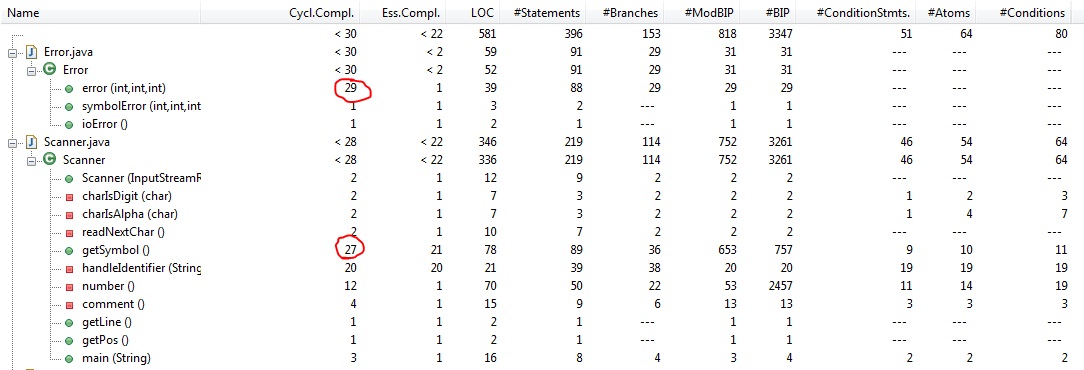 Name Cycl.Compl. Ess.Compl. LOC #Statements #Branches #ModBIP #BIP #ConditionStmts. #Atoms #Conditions
< 30 < 22 581 396 153 818 3347 51 64 80
Error.java < 30 < 2 59 91 29 31 31 --- --- ---
Error < 30 < 2 52 91 29 31 31 --- --- ---
error (int,int,int) 29 1 39 88 29 29 29 --- --- ---
symbolError (int,int,int 1 1 3 2 --- 1 1 --- --- ---
ioError () 1 1 2 1 --- 1 1 --- --- ---
Scanner.java < 28 < 22 346 219 114 752 3261 46 54 64
Scanner < 28 < 22 336 219 114 752 3261 46 54 64
Scanner (InputStreamR 2 1 12 9 2 2 2 --- --- ---
charIsDigit (char) 2 1 7 3 2 2 2 1 2 3
charIsAlpha (char) 2 1 7 3 2 2 2 1 4 7
readNextChar () 2 1 10 7 2 2 2 --- --- ---
getSymbol () 27 21 78 89 36 653 757 9 10 11
handleIdentifier (String 20 20 21 39 38 20 20 19 19 19
number () 12 1 70 50 22 53 2457 11 14 19
comment () 4 1 15 9 6 13 13 3 3 3
getLine () 1 1 2 1 --- 1 1 --- --- ---
getPos () 1 1 2 1 --- 1 1 --- --- ---
main (String) 3 1 16 8 4 3 4 2 2 2